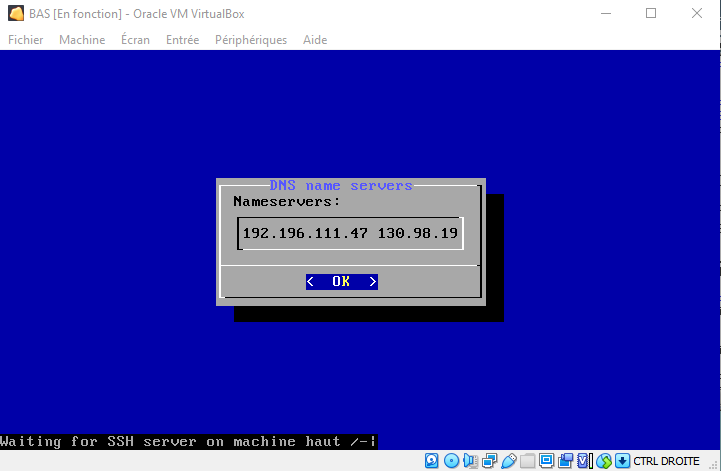 BAS [En fonction] - Oracle VM VirtualBox
Fichier Machine Écran Entrée Périphériques Aide
DNS name servers
Nameservers:
192.196.111.47 130.98.19
< OK >
Waiting for SSH server on machine haut /-|
CTRL DROITE